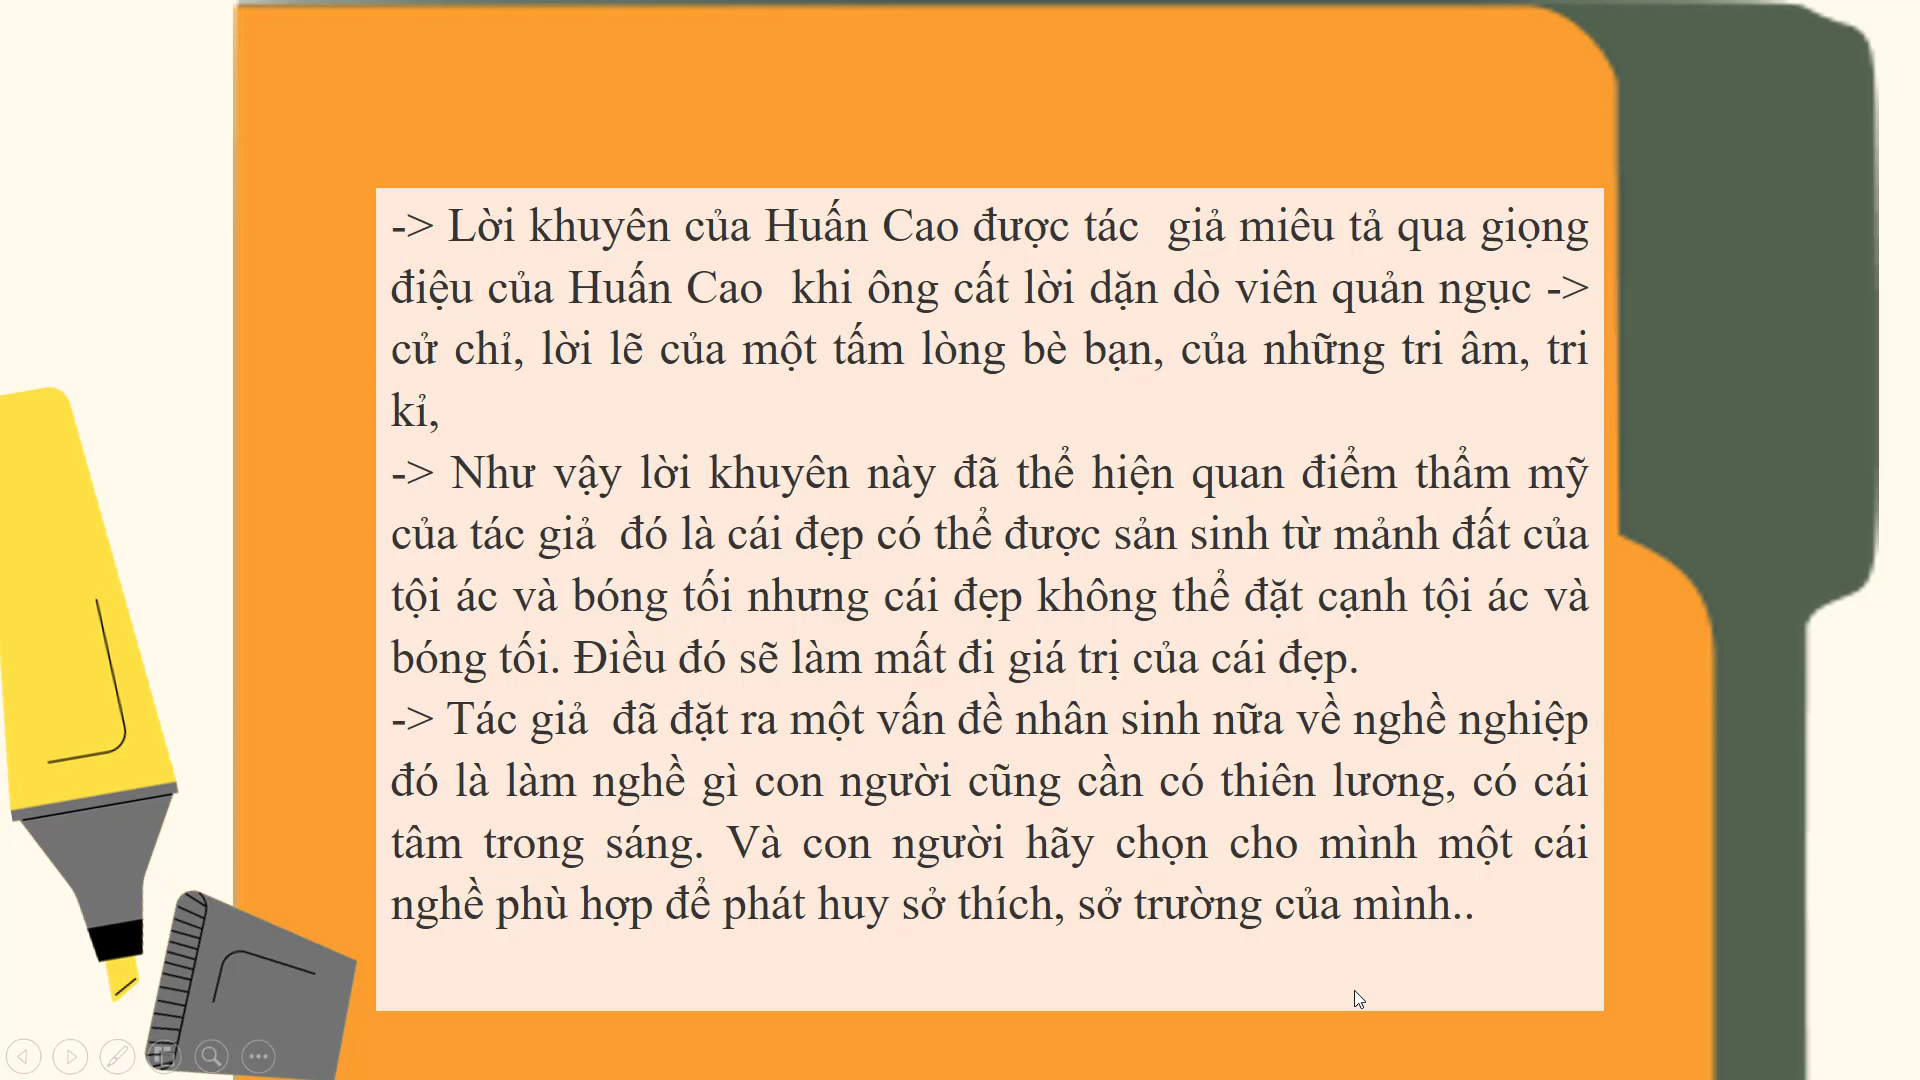 -> Lời khuyên của Huấn Cao được tác  giả miêu tả qua giọng
điệu của Huấn Cao  khi ông cất lời dặn dò viên quản ngục ->
cử chỉ, lời lẽ của một tấm lòng bè bạn, của những tri âm, tri
kỉ,
-> Như vậy lời khuyên này đã thể hiện quan điểm thẩm mỹ
của tác giả  đó là cái đẹp có thể được sản sinh từ mảnh đất của
tội ác và bóng tối nhưng cái đẹp không thể đặt cạnh tội ác và
bóng tối. Điều đó sẽ làm mất đi giá trị của cái đẹp.
-> Tác giả  đã đặt ra một vấn đề nhân sinh nữa về nghề nghiệp
đó là làm nghề gì con người cũng cần có thiên lương, có cái
tâm trong sáng. Và con người hãy chọn cho mình một cái
nghề phù hợp để phát huy sở thích, sở trường của mình..